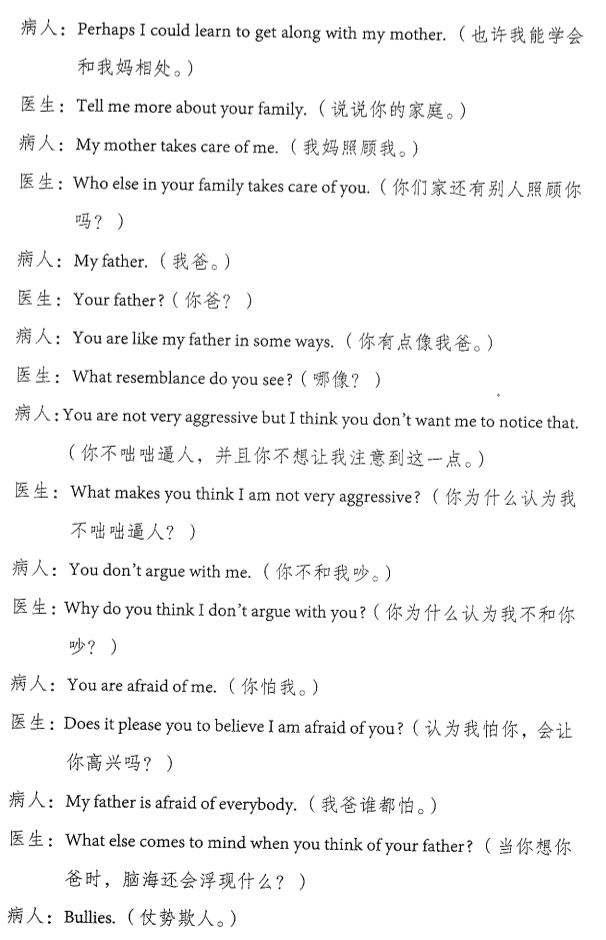 病人：Perhaps I could learn to get along with my mother.（也许我能学会
和我妈相处。）
医生：Tell me more about your family.（说说你的家庭。）
病人：My mother takes care of me.（我妈照顾我。）
医生：Who else in your family takes care of you.（你们家还有别人照顾你
吗？）
病人：My father.（我爸。）
医生：Your father?（你爸？）
病人：You are like my father in some ways.（你有点像我爸。）
医生：What resemblance do you see?（哪像？）
病人：You are not very aggressive but I think you don't want me to notice that.
（你不咄咄逼人，并且你不想让我注意到这一点。）
医生：What makes you think I am not very aggressive?（你为什么认为我
不咄咄逼人？）
病人：You don't argue with me.（你不和我吵。）
医生：Why do you think I don't argue with you?（你为什么认为我不和你
吵？）
病人：You are afraid of me.（你怕我。）
医生：Does it please you to believe I am afraid of you?（认为我怕你，会让
你高兴吗？）
病人：My father is afraid of everybody.（我爸谁都怕。）
医生：What else comes to mind when you think of your father?（当你想你
爸时，脑海还会浮现什么？）
病人：Bullies.（仗势欺人。）